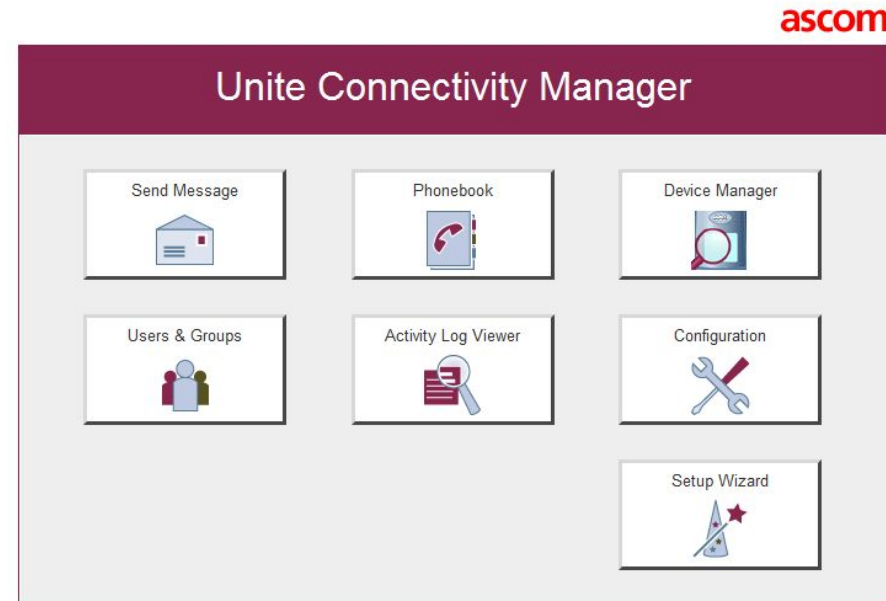 ascom
Unite Connectivity Manager
Send Message
Phonebook
Device Manager
Users & Groups
Activity Log Viewer
Configuration
Setup Wizard